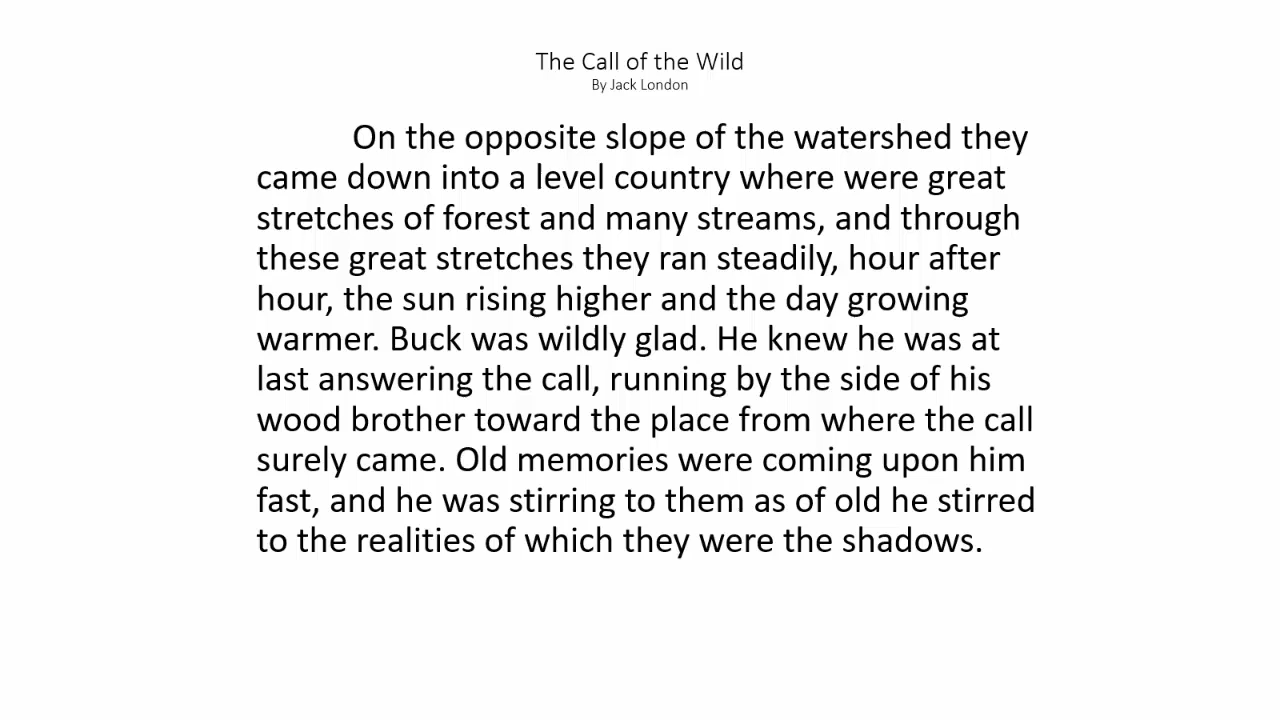 The Call of the Wild
By Jack London
On the opposite slope of the watershed they
came down into a level country where were great
stretches of forest and many streams, and through
these great stretches they ran steadily, hour after
hour, the sun rising higher and the day growing
warmer. Buck was wildly glad. He knew he was at
last answering the call, running by the side of his
wood brother toward the place from where the call
surely came. Old memories were coming upon him
fast, and he was stirring to them as of old he stirred
to the realities of which they were the shadows.